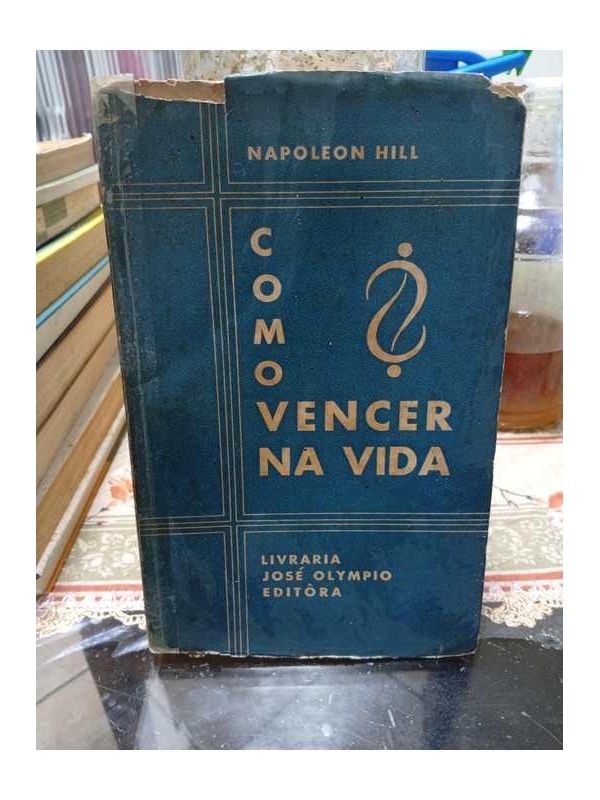 NAPOLEON HILL
COMO
VENCER
NA VIDA
LIVRARIA
JOSÉ OLYMPIO
EDITÔRA